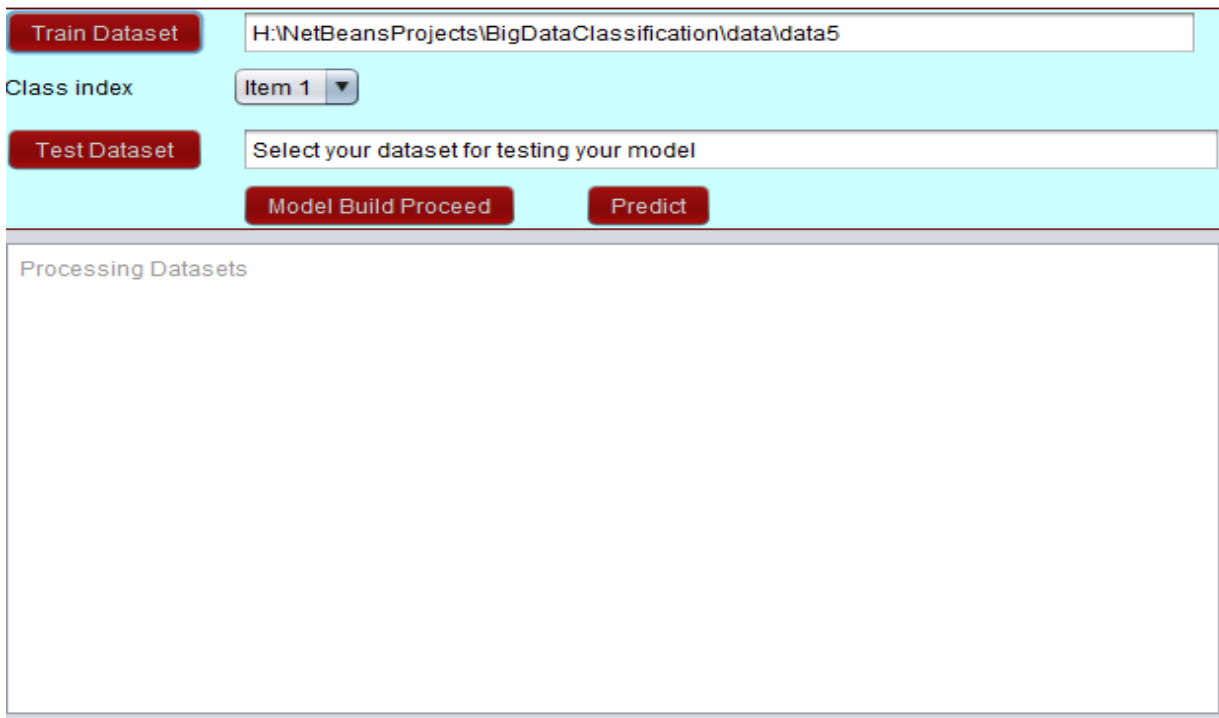 Train Dataset H:\NetBeansProjects\BigDataClassification\data\data5
Class index Item 1
Test Dataset Select your dataset for testing your model
Model Build Proceed Predict
Processing Datasets